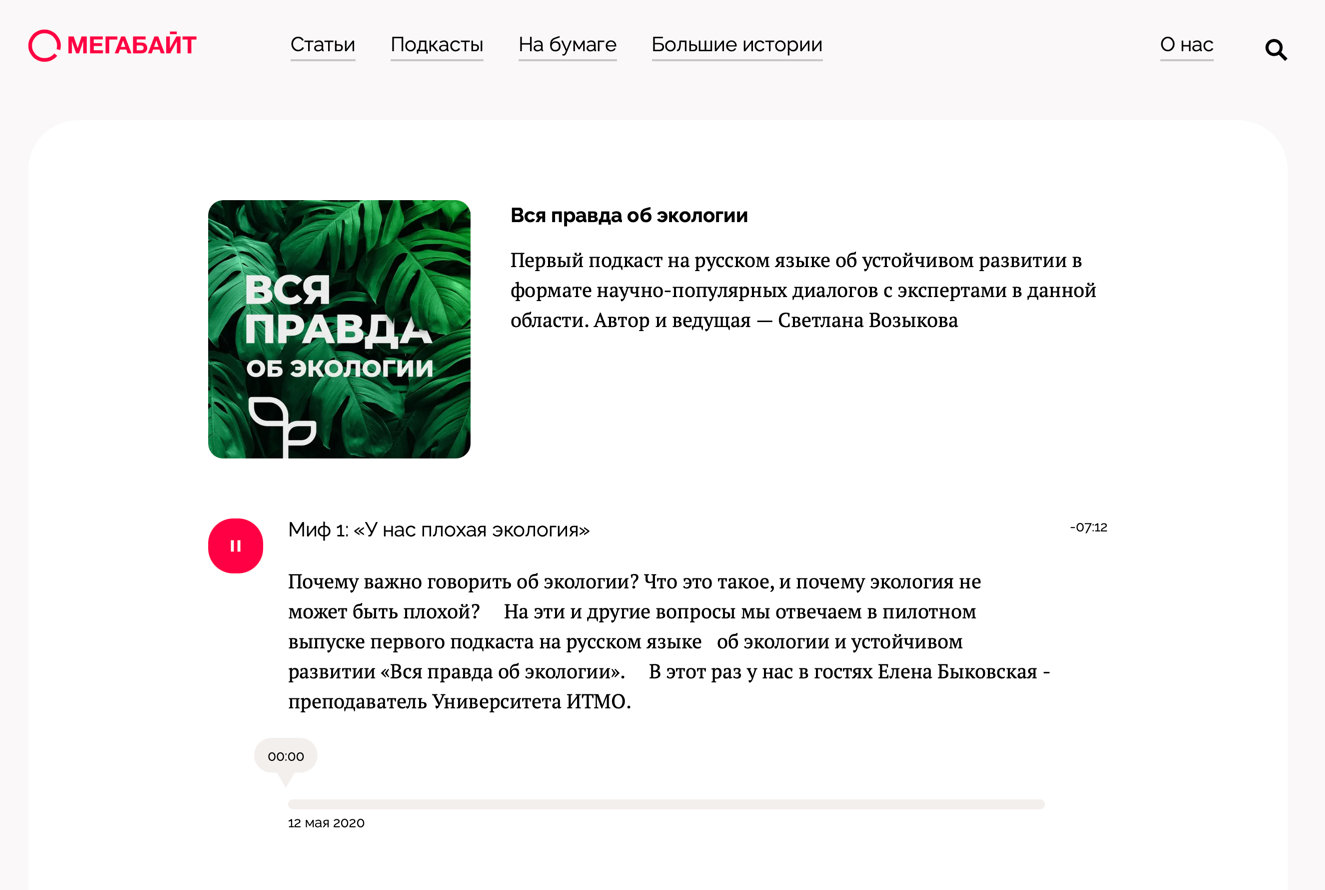 МЕГАБАЙТ
Статьи
Подкасты
На бумаге
Большие истории
О нас
ВСЯ
ПРАВДА
ОБ ЭКОЛОГИИ
Вся правда об экологии
Первый подкаст на русском языке об устойчивом развитии в
формате научно-популярных диалогов с экспертами в данной
области. Автор и ведущая — Светлана Возыкова
Миф 1: «У нас плохая экология»
-07:12
Почему важно говорить об экологии? Что это такое, и почему экология не
может быть плохой? На эти и другие вопросы мы отвечаем в пилотном
выпуске первого подкаста на русском языке об экологии и устойчивом
развитии «Вся правда об экологии». В этот раз у нас в гостях Елена Быковская -
преподаватель Университета ИТМО.
00:00
12 мая 2020